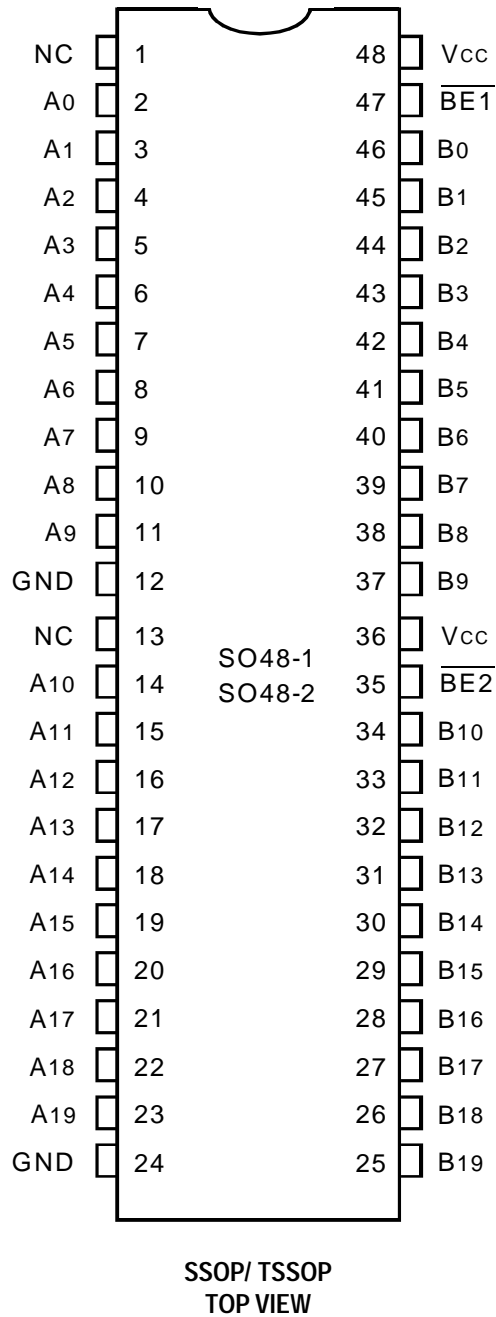 NC 1 48 Vcc
A0 2 47 B̅E̅1̅
A1 3 46 B0
A2 4 45 B1
A3 5 44 B2
A4 6 43 B3
A5 7 42 B4
A6 8 41 B5
A7 9 40 B6
A8 10 39 B7
A9 11 38 B8
GND 12 37 B9
NC 13 36 Vcc
SO48-1
A10 14 35 B̅E̅2̅
SO48-2
A11 15 34 B10
A12 16 33 B11
A13 17 32 B12
A14 18 31 B13
A15 19 30 B14
A16 20 29 B15
A17 21 28 B16
A18 22 27 B17
A19 23 26 B18
GND 24 25 B19
SSOP/ TSSOP
TOP VIEW